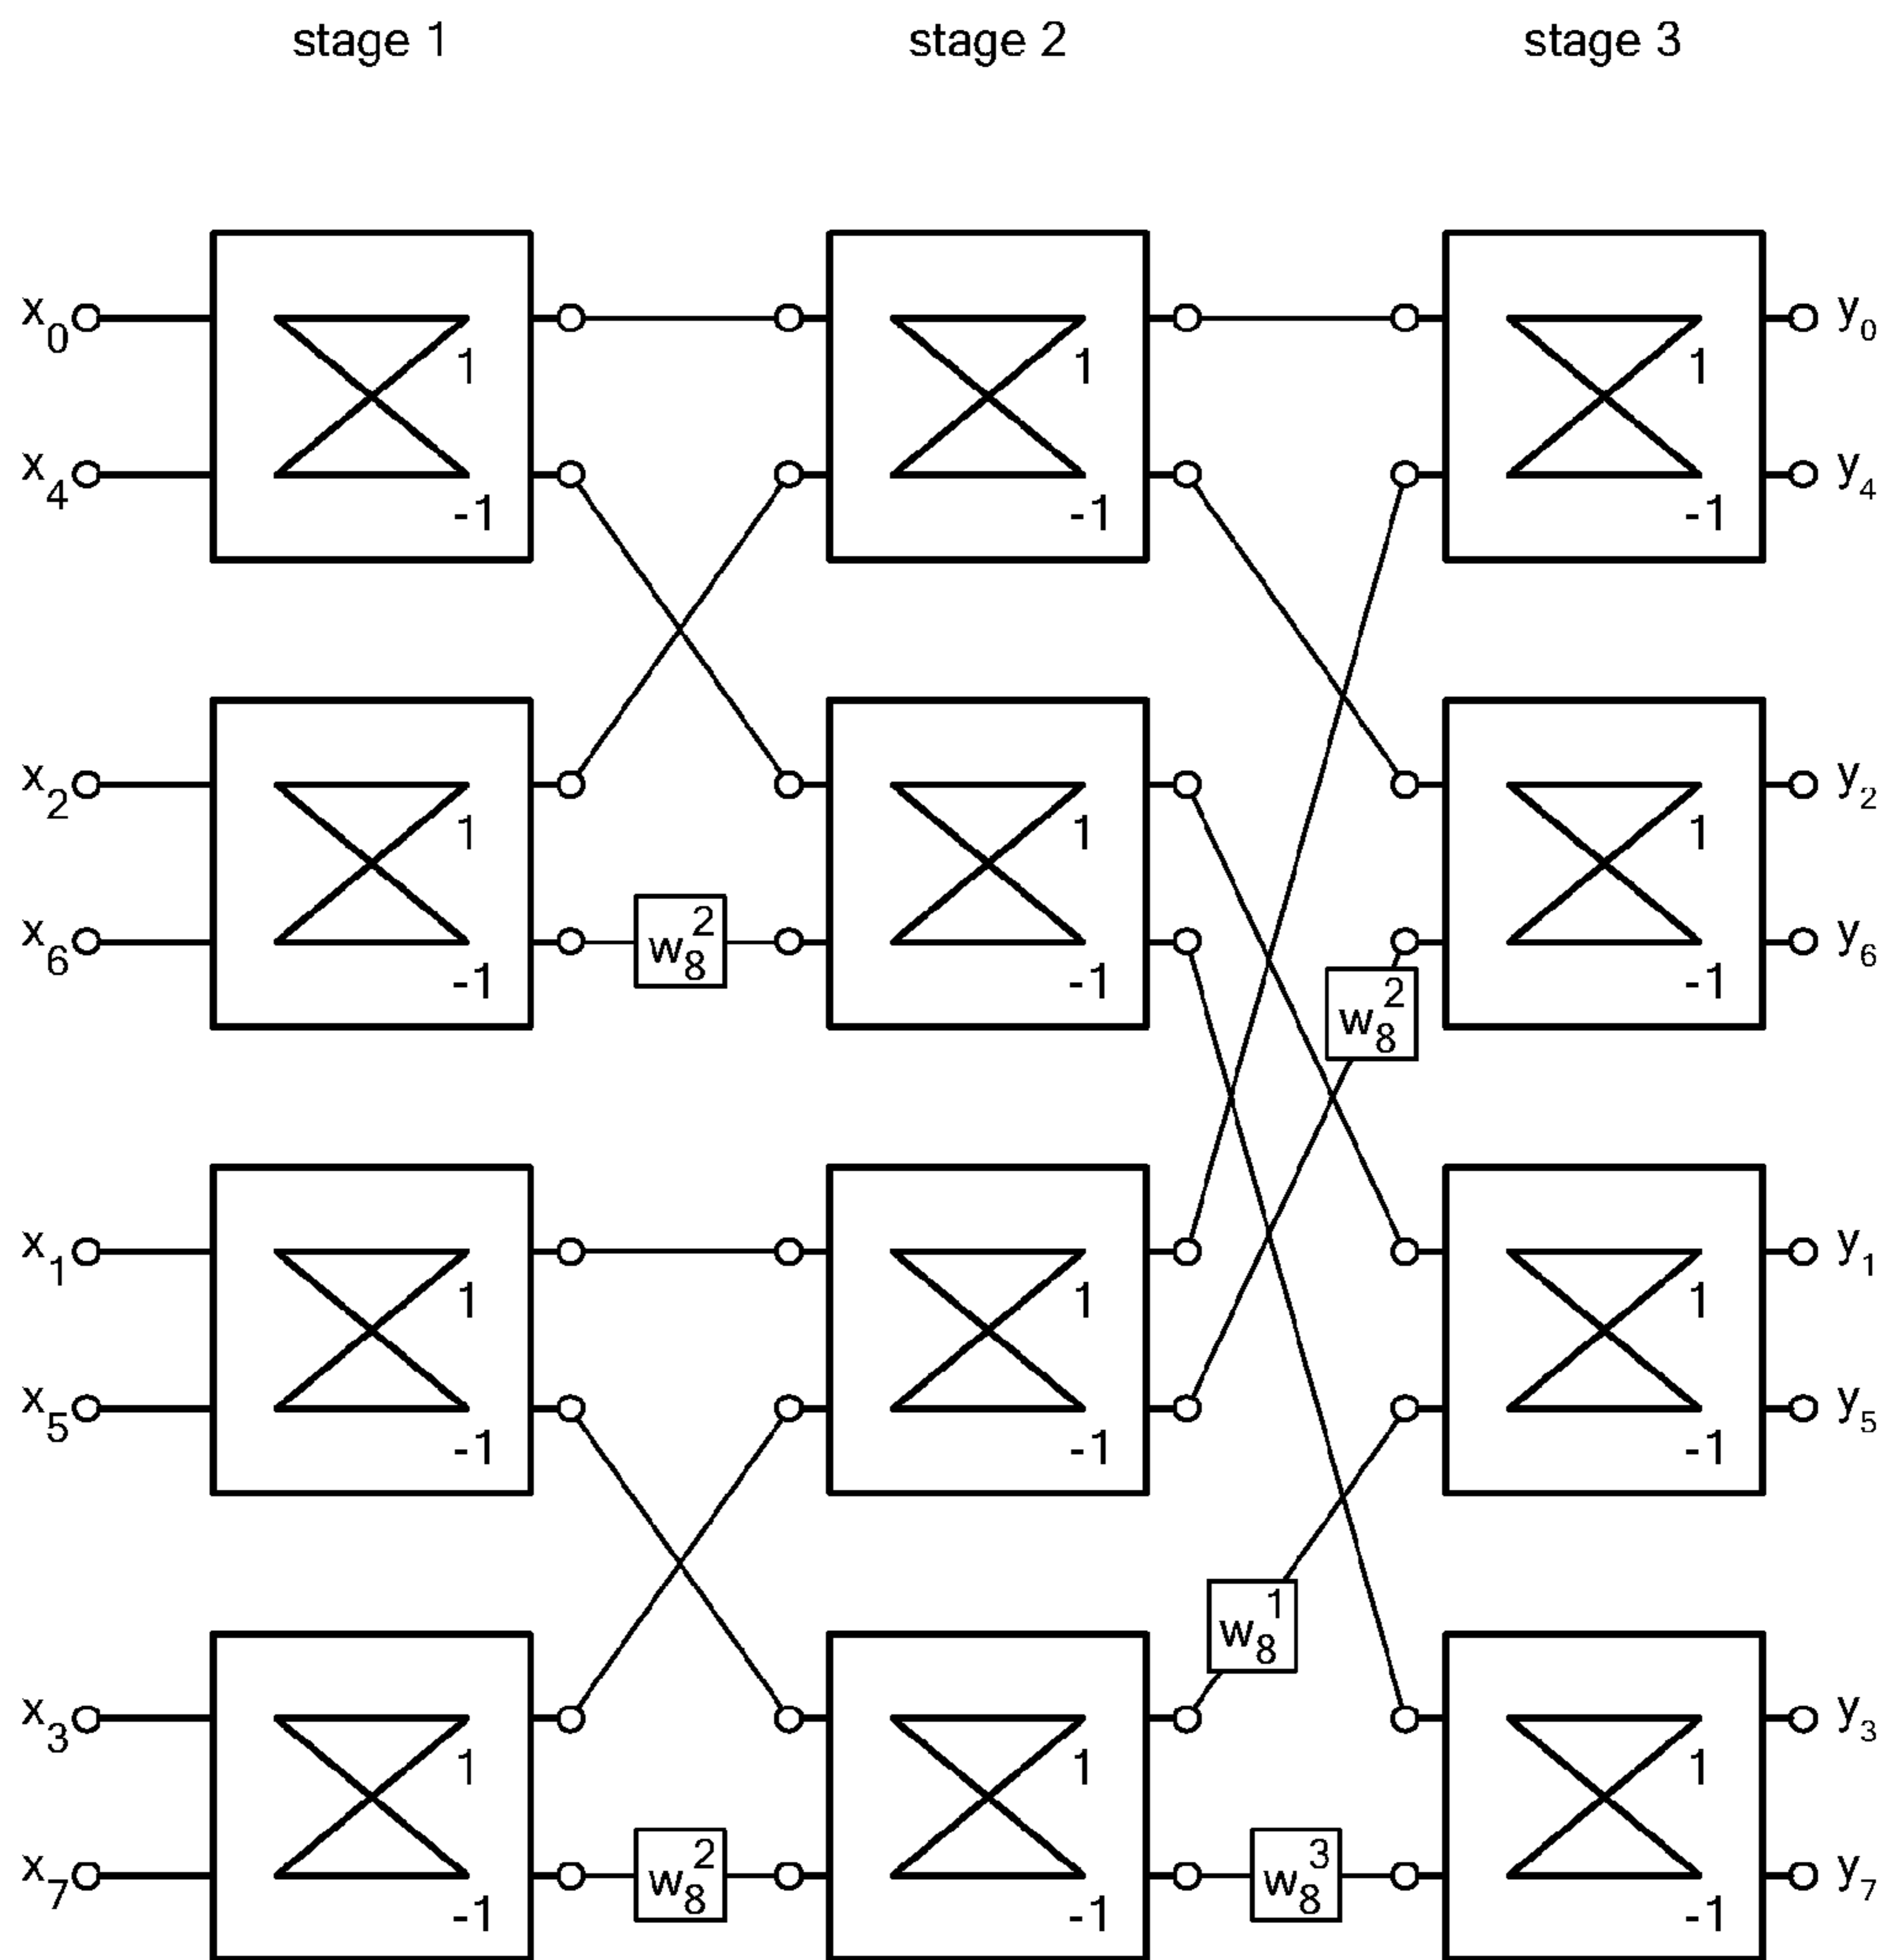 stage 1 stage 2 stage 3
x0 y0
1 1 1
x4 y4
-1 -1 -1
x2 y2
1 1 1
x6 w8^2 y6
-1 -1 -1
w8^2
x1 y1
1 1 1
x5 y5
-1 -1 -1
w8^1
x3 y3
1 1 1
x7 w8^2 w8^3 y7
-1 -1 -1